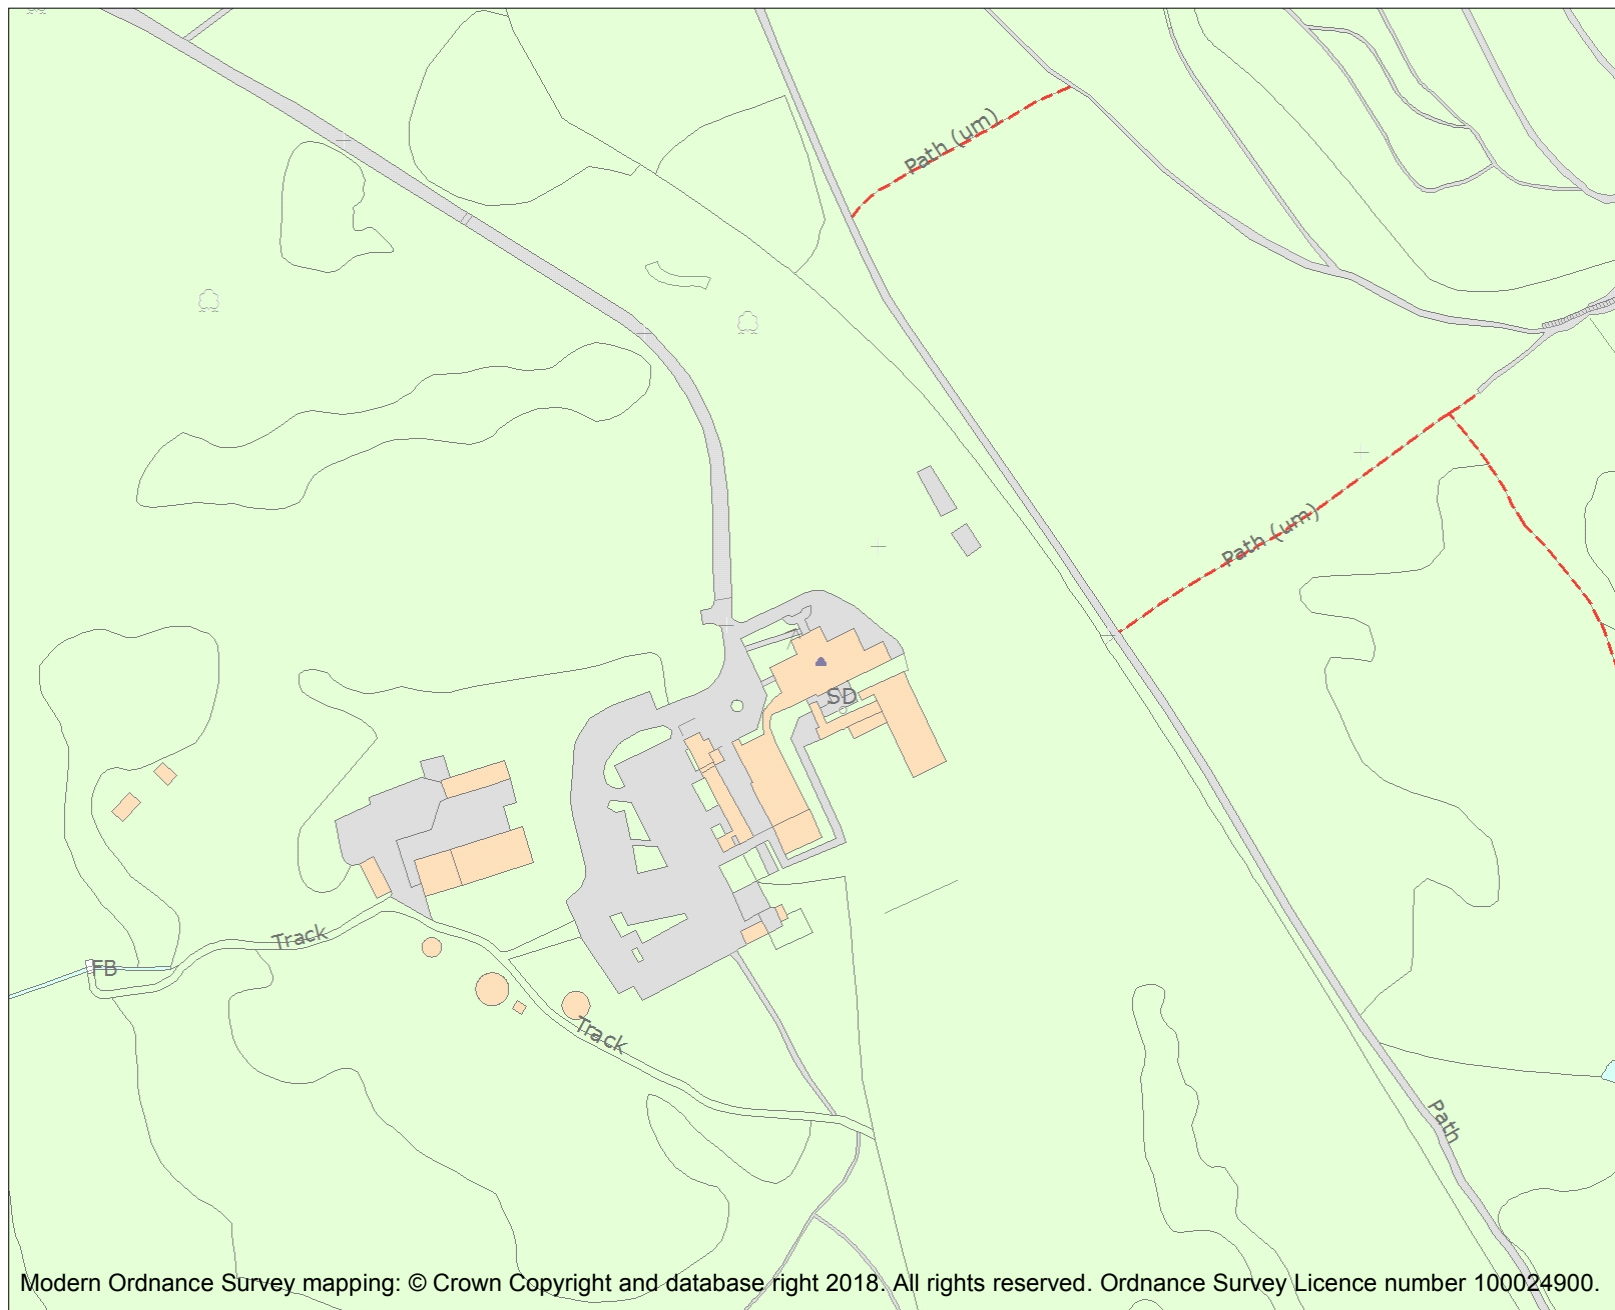 Path (um)
Path (um)
SD
Track
FB
Track
Path
Modern Ordnance Survey mapping: © Crown Copyright and database right 2018. All rights reserved. Ordnance Survey Licence number 100024900.